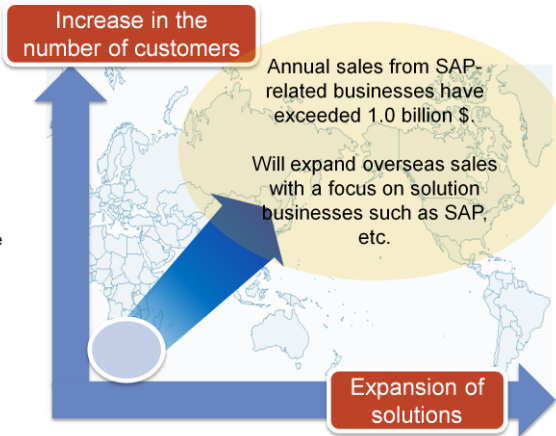 Increase in the
number of customers
Annual sales from SAP-
related businesses have
exceeded 1.0 billion $.
Will expand overseas sales
with a focus on solution
businesses such as SAP,
etc.
e
Expansion of
solutions